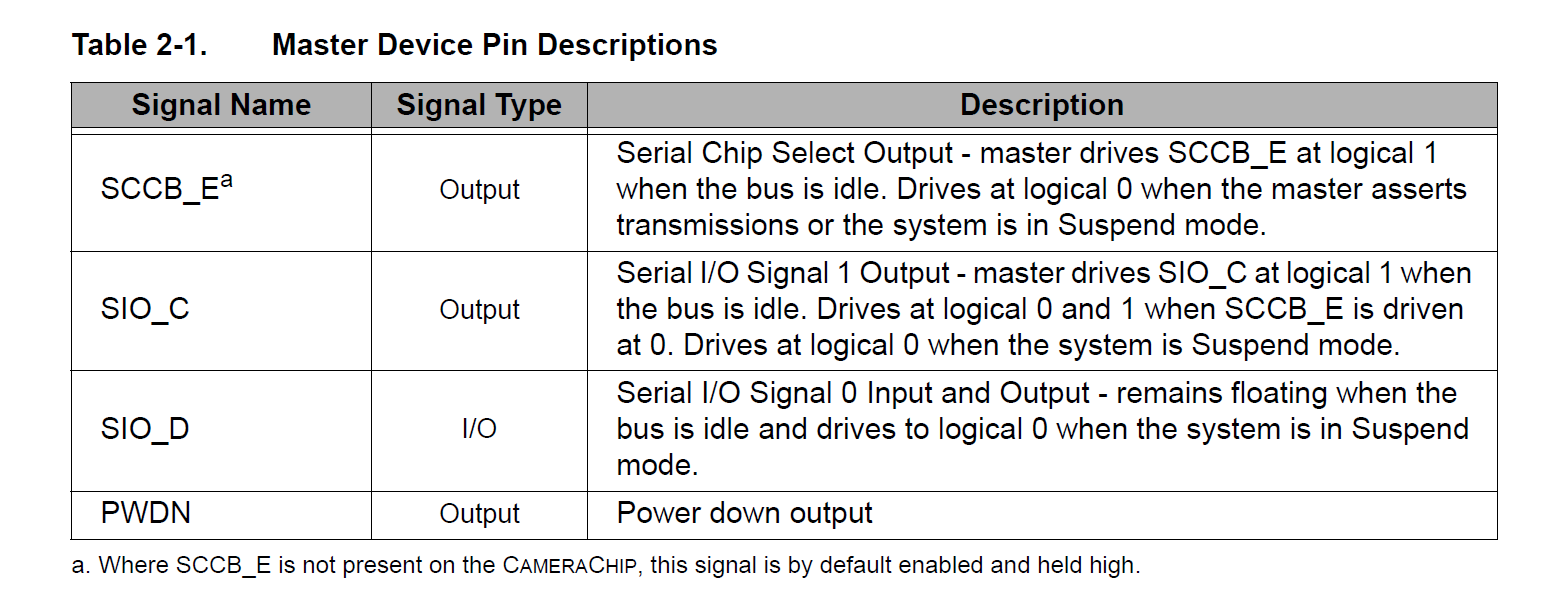 Table 2-1. Master Device Pin Descriptions
Signal Name Signal Type Description
SCCB_Ea Output Serial Chip Select Output - master drives SCCB_E at logical 1
when the bus is idle. Drives at logical 0 when the master asserts
transmissions or the system is in Suspend mode.
SIO_C Output Serial I/O Signal 1 Output - master drives SIO_C at logical 1 when
the bus is idle. Drives at logical 0 and 1 when SCCB_E is driven
at 0. Drives at logical 0 when the system is Suspend mode.
SIO_D I/O Serial I/O Signal 0 Input and Output - remains floating when the
bus is idle and drives to logical 0 when the system is in Suspend
mode.
PWDN Output Power down output
a. Where SCCB_E is not present on the CAMERACHIP, this signal is by default enabled and held high.